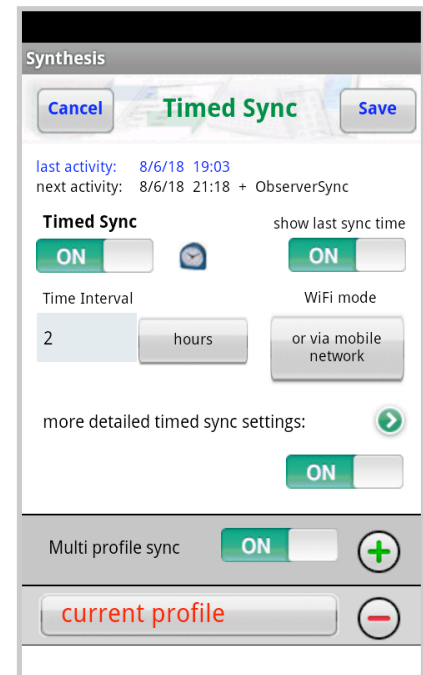 Synthesis
Cancel Timed Sync Save
last activity: 8/6/18 19:03
next activity: 8/6/18 21:18 + ObserverSync
Timed Sync show last sync time
ON ON
Time Interval WiFi mode
2 hours or via mobile
network
more detailed timed sync settings:
ON
Multi profile sync ON
current profile